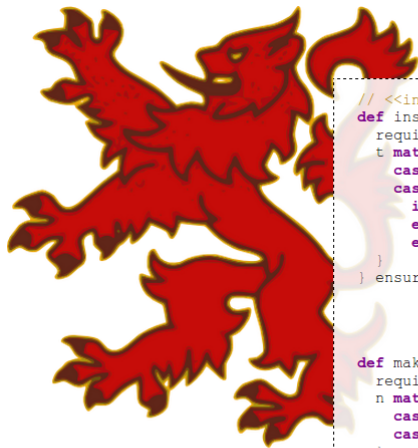 // <<in
def ins
requi
t mat
cas
cas
i
e
e
}
} ensur
def mak
requi
n mat
cas
cas